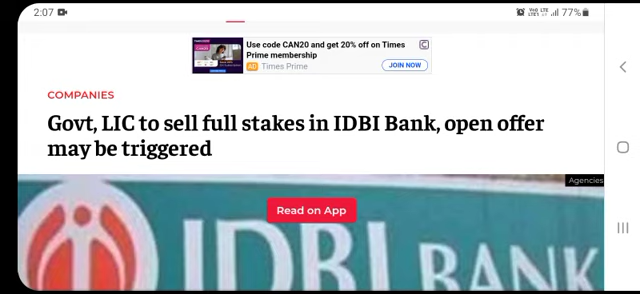 2:07
77%
Use code CAN20 and get 20% off on Times
Prime membership
AD Times Prime
JOIN NOW
COMPANIES
Govt, LIC to sell full stakes in IDBI Bank, open offer
may be triggered
Agencies
Read on App
IDBI BANK